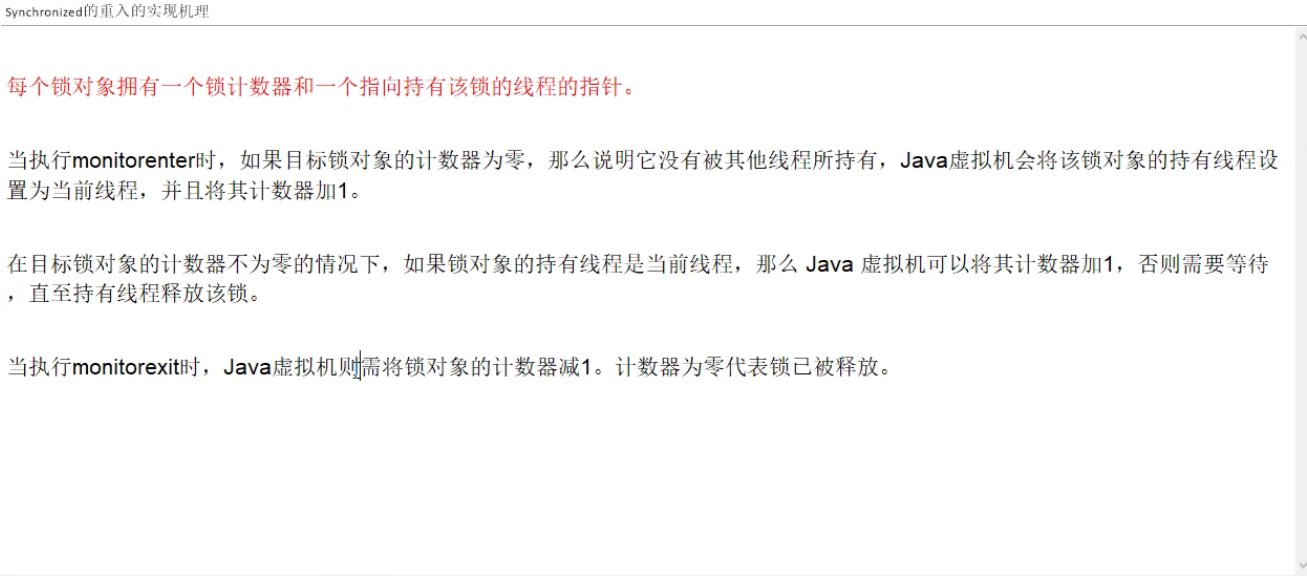 Synchronized的重入的实现机理
每个锁对象拥有一个锁计数器和一个指向持有该锁的线程的指针。
当执行monitorenter时，如果目标锁对象的计数器为零，那么说明它没有被其他线程所持有，Java虚拟机会将该锁对象的持有线程设
置为当前线程，并且将其计数器加1。
在目标锁对象的计数器不为零的情况下，如果锁对象的持有线程是当前线程，那么 Java 虚拟机可以将其计数器加1，否则需要等待
，直至持有线程释放该锁。
当执行monitorexit时，Java虚拟机则需将锁对象的计数器减1。计数器为零代表锁已被释放。